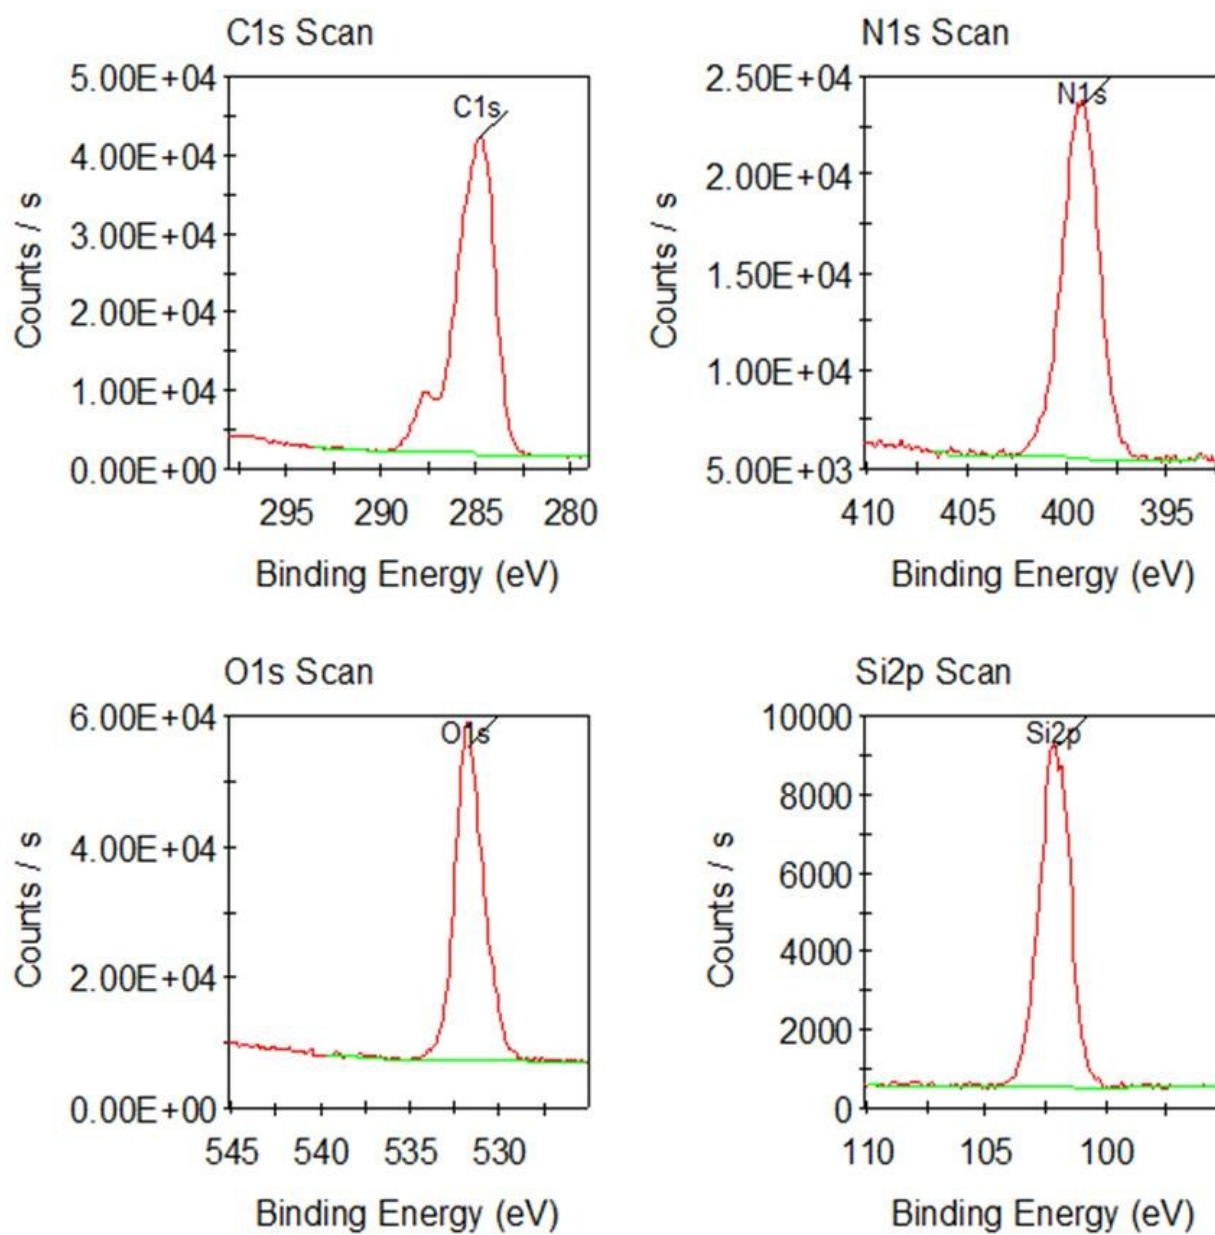 C1s Scan
5.00E+04
4.00E+04
3.00E+04
2.00E+04
1.00E+04
0.00E+00
Counts / s
C1s
295 290 285 280
Binding Energy (eV)
N1s Scan
2.50E+04
2.00E+04
1.50E+04
1.00E+04
5.00E+03
Counts / s
N1s
410 405 400 395
Binding Energy (eV)
O1s Scan
6.00E+04
4.00E+04
2.00E+04
0.00E+00
Counts / s
O1s
545 540 535 530
Binding Energy (eV)
Si2p Scan
10000
8000
6000
4000
2000
0
Counts / s
Si2p
110 105 100
Binding Energy (eV)